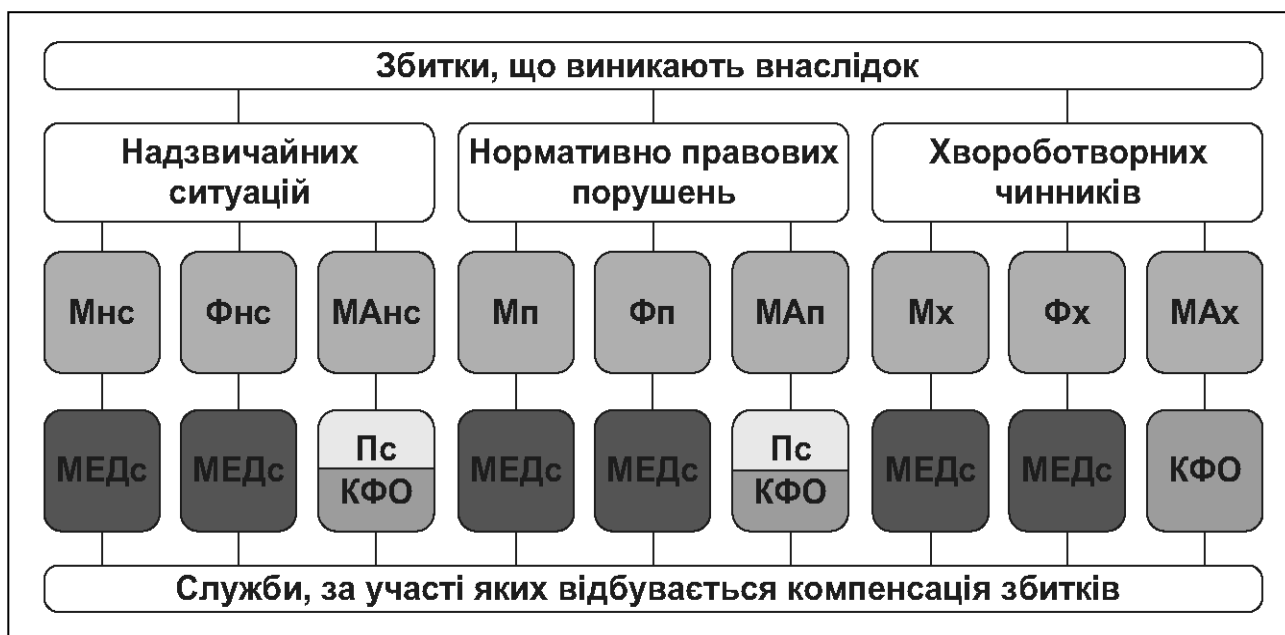 Збитки, що виникають внаслідок
Надзвичайних
ситуацій
Нормативно правових
порушень
Хвороботворних
чинників
Мнс
Фнс
МАнс
Мп
Фп
МАп
Мх
Фх
МАх
МЕДс
МЕДс
Пс
КФО
МЕДс
МЕДс
Пс
КФО
МЕДс
МЕДс
КФО
Служби, за участі яких відбувається компенсація збитків